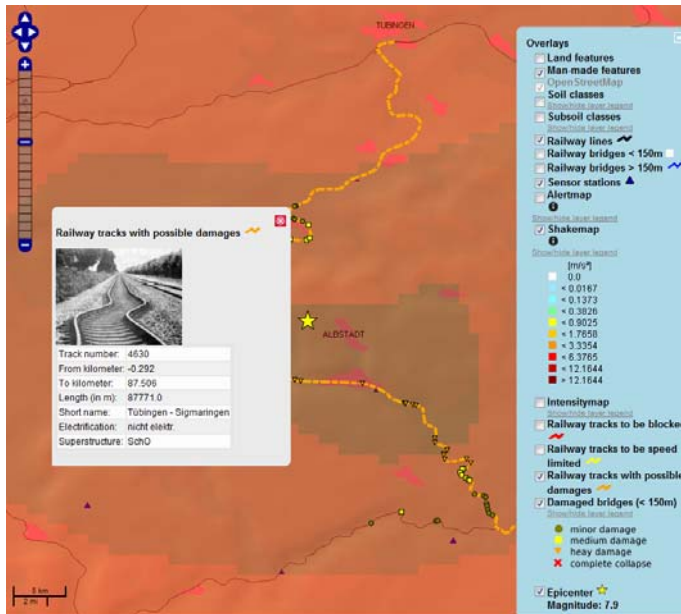 TÜBINGEN
ALBSTADT
Railway tracks with possible damages
Track number: 4630
From kilometer: -0.292
To kilometer: 87.506
Length (in m): 87771.0
Short name: Tübingen - Sigmaringen
Electrification: nicht elektr.
Superstructure: SchO
5 km
2 mi
Overlays
Land features
Man-made features
OpenStreetMap
Soil classes
Show/hide layer legend
Subsoil classes
Show/hide layer legend
Railway lines
Railway bridges < 150m
Railway bridges > 150m
Sensor stations
Alertmap
Show/hide layer legend
Shakemap
Show/hide layer legend
[m/s²]
0.0
< 0.0167
< 0.1373
< 0.3826
< 0.9025
< 1.7658
< 3.3354
< 6.3765
< 12.1644
> 12.1644
Intensitymap
Show/hide layer legend
Railway tracks to be blocked
Railway tracks to be speed
limited
Railway tracks with possible
damages
Damaged bridges (< 150m)
Show/hide layer legend
minor damage
medium damage
heay damage
complete collapse
Epicenter
Magnitude: 7.9